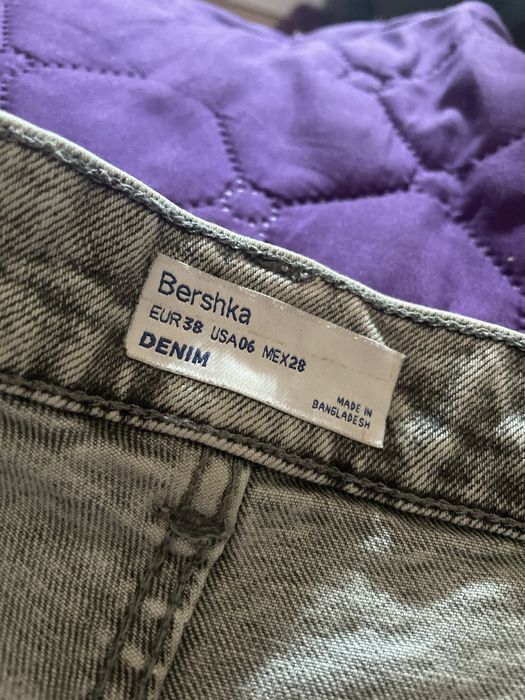 Bershka
EUR38 USA06 MEX28
DENIM
MADE IN
BANGLADESH